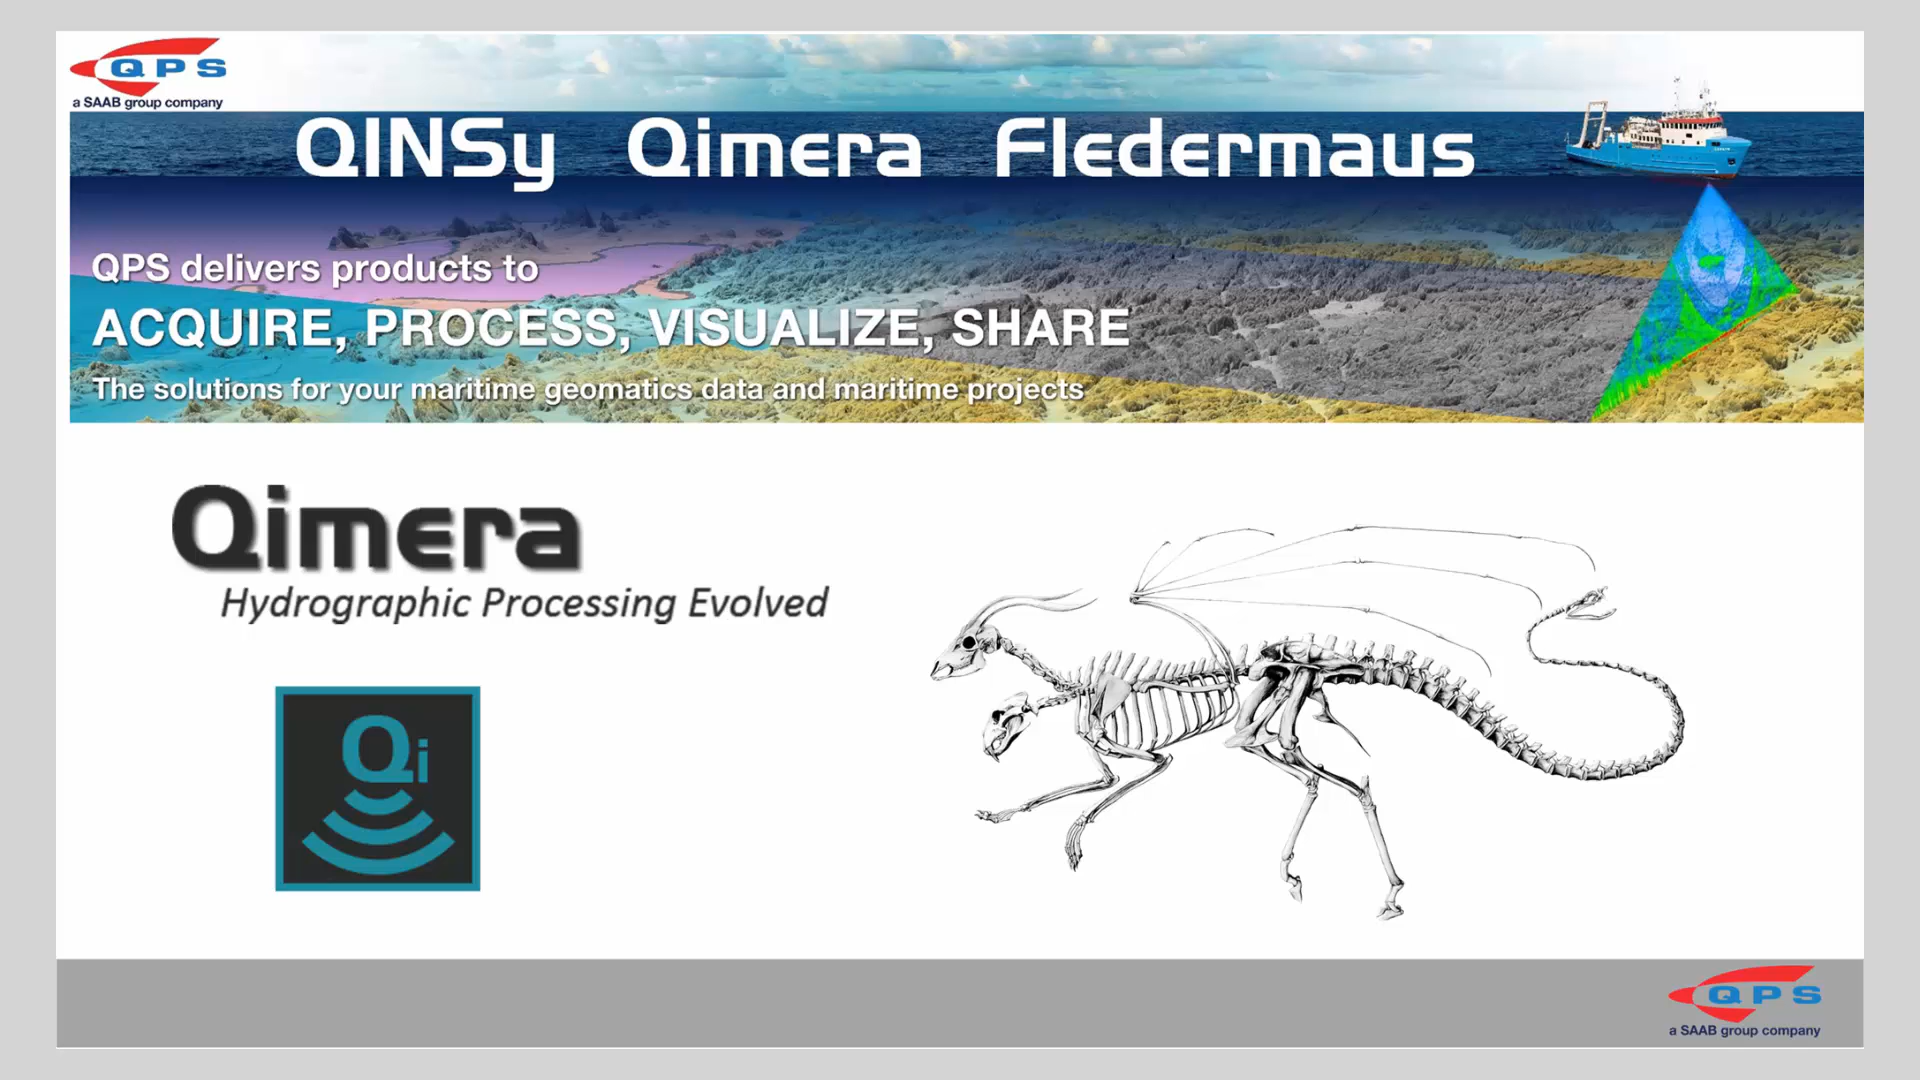 QPS
a SAAB group company
QINSy Qimera Fledermaus
QPS delivers products to
ACQUIRE, PROCESS, VISUALIZE, SHARE
The solutions for your maritime geomatics data and maritime projects
Qimera
Hydrographic Processing Evolved
Qi
QPS
a SAAB group company